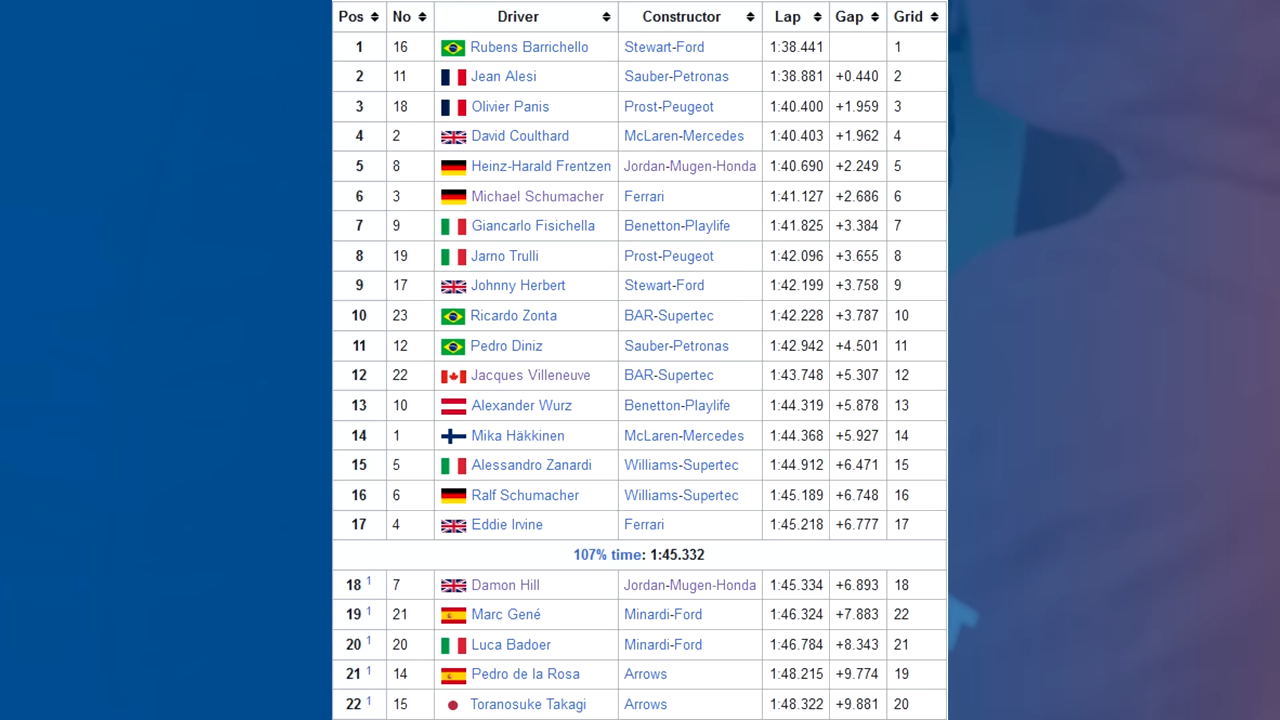 Pos No Driver Constructor Lap Gap Grid
1 16 Rubens Barrichello Stewart-Ford 1:38.441 1
2 11 Jean Alesi Sauber-Petronas 1:38.881 +0.440 2
3 18 Olivier Panis Prost-Peugeot 1:40.400 +1.959 3
4 2 David Coulthard McLaren-Mercedes 1:40.403 +1.962 4
5 8 Heinz-Harald Frentzen Jordan-Mugen-Honda 1:40.690 +2.249 5
6 3 Michael Schumacher Ferrari 1:41.127 +2.686 6
7 9 Giancarlo Fisichella Benetton-Playlife 1:41.825 +3.384 7
8 19 Jarno Trulli Prost-Peugeot 1:42.096 +3.655 8
9 17 Johnny Herbert Stewart-Ford 1:42.199 +3.758 9
10 23 Ricardo Zonta BAR-Supertec 1:42.228 +3.787 10
11 12 Pedro Diniz Sauber-Petronas 1:42.942 +4.501 11
12 22 Jacques Villeneuve BAR-Supertec 1:43.748 +5.307 12
13 10 Alexander Wurz Benetton-Playlife 1:44.319 +5.878 13
14 1 Mika Häkkinen McLaren-Mercedes 1:44.368 +5.927 14
15 5 Alessandro Zanardi Williams-Supertec 1:44.912 +6.471 15
16 6 Ralf Schumacher Williams-Supertec 1:45.189 +6.748 16
17 4 Eddie Irvine Ferrari 1:45.218 +6.777 17
107% time: 1:45.332
18 1 7 Damon Hill Jordan-Mugen-Honda 1:45.334 +6.893 18
19 1 21 Marc Gené Minardi-Ford 1:46.324 +7.883 22
20 1 20 Luca Badoer Minardi-Ford 1:46.784 +8.343 21
21 1 14 Pedro de la Rosa Arrows 1:48.215 +9.774 19
22 1 15 Toranosuke Takagi Arrows 1:48.322 +9.881 20